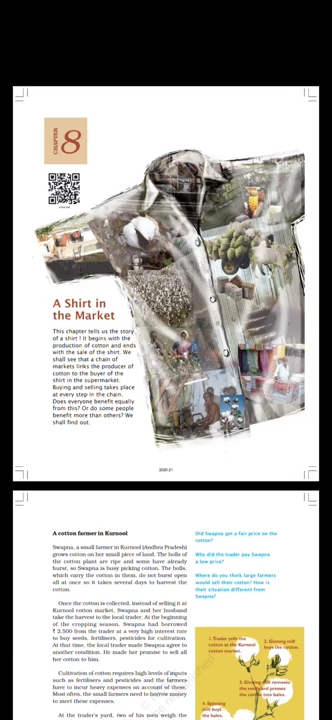 CHAPTER
8
A Shirt in
the Market
This chapter tells us the story
of a shirt ! It begins with the
production of cotton and ends
with the sale of the shirt. We
shall see that a chain of
markets links the producer of
cotton to the buyer of the
shirt in the supermarket.
Buying and selling takes place
at every step in the chain.
Does everyone benefit equally
from this? Or do some people
benefit more than others? We
shall find out.
2020-21
A cotton farmer in Kurnool
Swapna, a small farmer in Kurnool (Andhra Pradesh)
grows cotton on her small piece of land. The bolls of
the cotton plant are ripe and some have already
burst, so Swapna is busy picking cotton. The bolls,
which carry the cotton in them, do not burst open
all at once so it takes several days to harvest the
cotton.
Once the cotton is collected, instead of selling it at
Kurnool cotton market, Swapna and her husband
take the harvest to the local trader. At the beginning
of the cropping season, Swapna had borrowed
₹ 2,500 from the trader at a very high interest rate
to buy seeds, fertilisers, pesticides for cultivation.
At that time, the local trader made Swapna agree to
another condition. He made her promise to sell all
her cotton to him.
Cultivation of cotton requires high levels of inputs
such as fertilisers and pesticides and the farmers
have to incur heavy expenses on account of these.
Most often, the small farmers need to borrow money
to meet these expenses.
At the trader's yard, two of his men weigh the
Did Swapna get a fair price on the
cotton?
Why did the trader pay Swapna
a low price?
Where do you think large farmers
would sell their cotton? How is
their situation different from
Swapna?
1. Trader sells the
cotton at the Kurnool
cotton market.
2. Ginning mill
buys the cotton.
3. Ginning mill removes
the seeds and presses
the cotton into bales.
4. Spinning
mill buys
the bales.